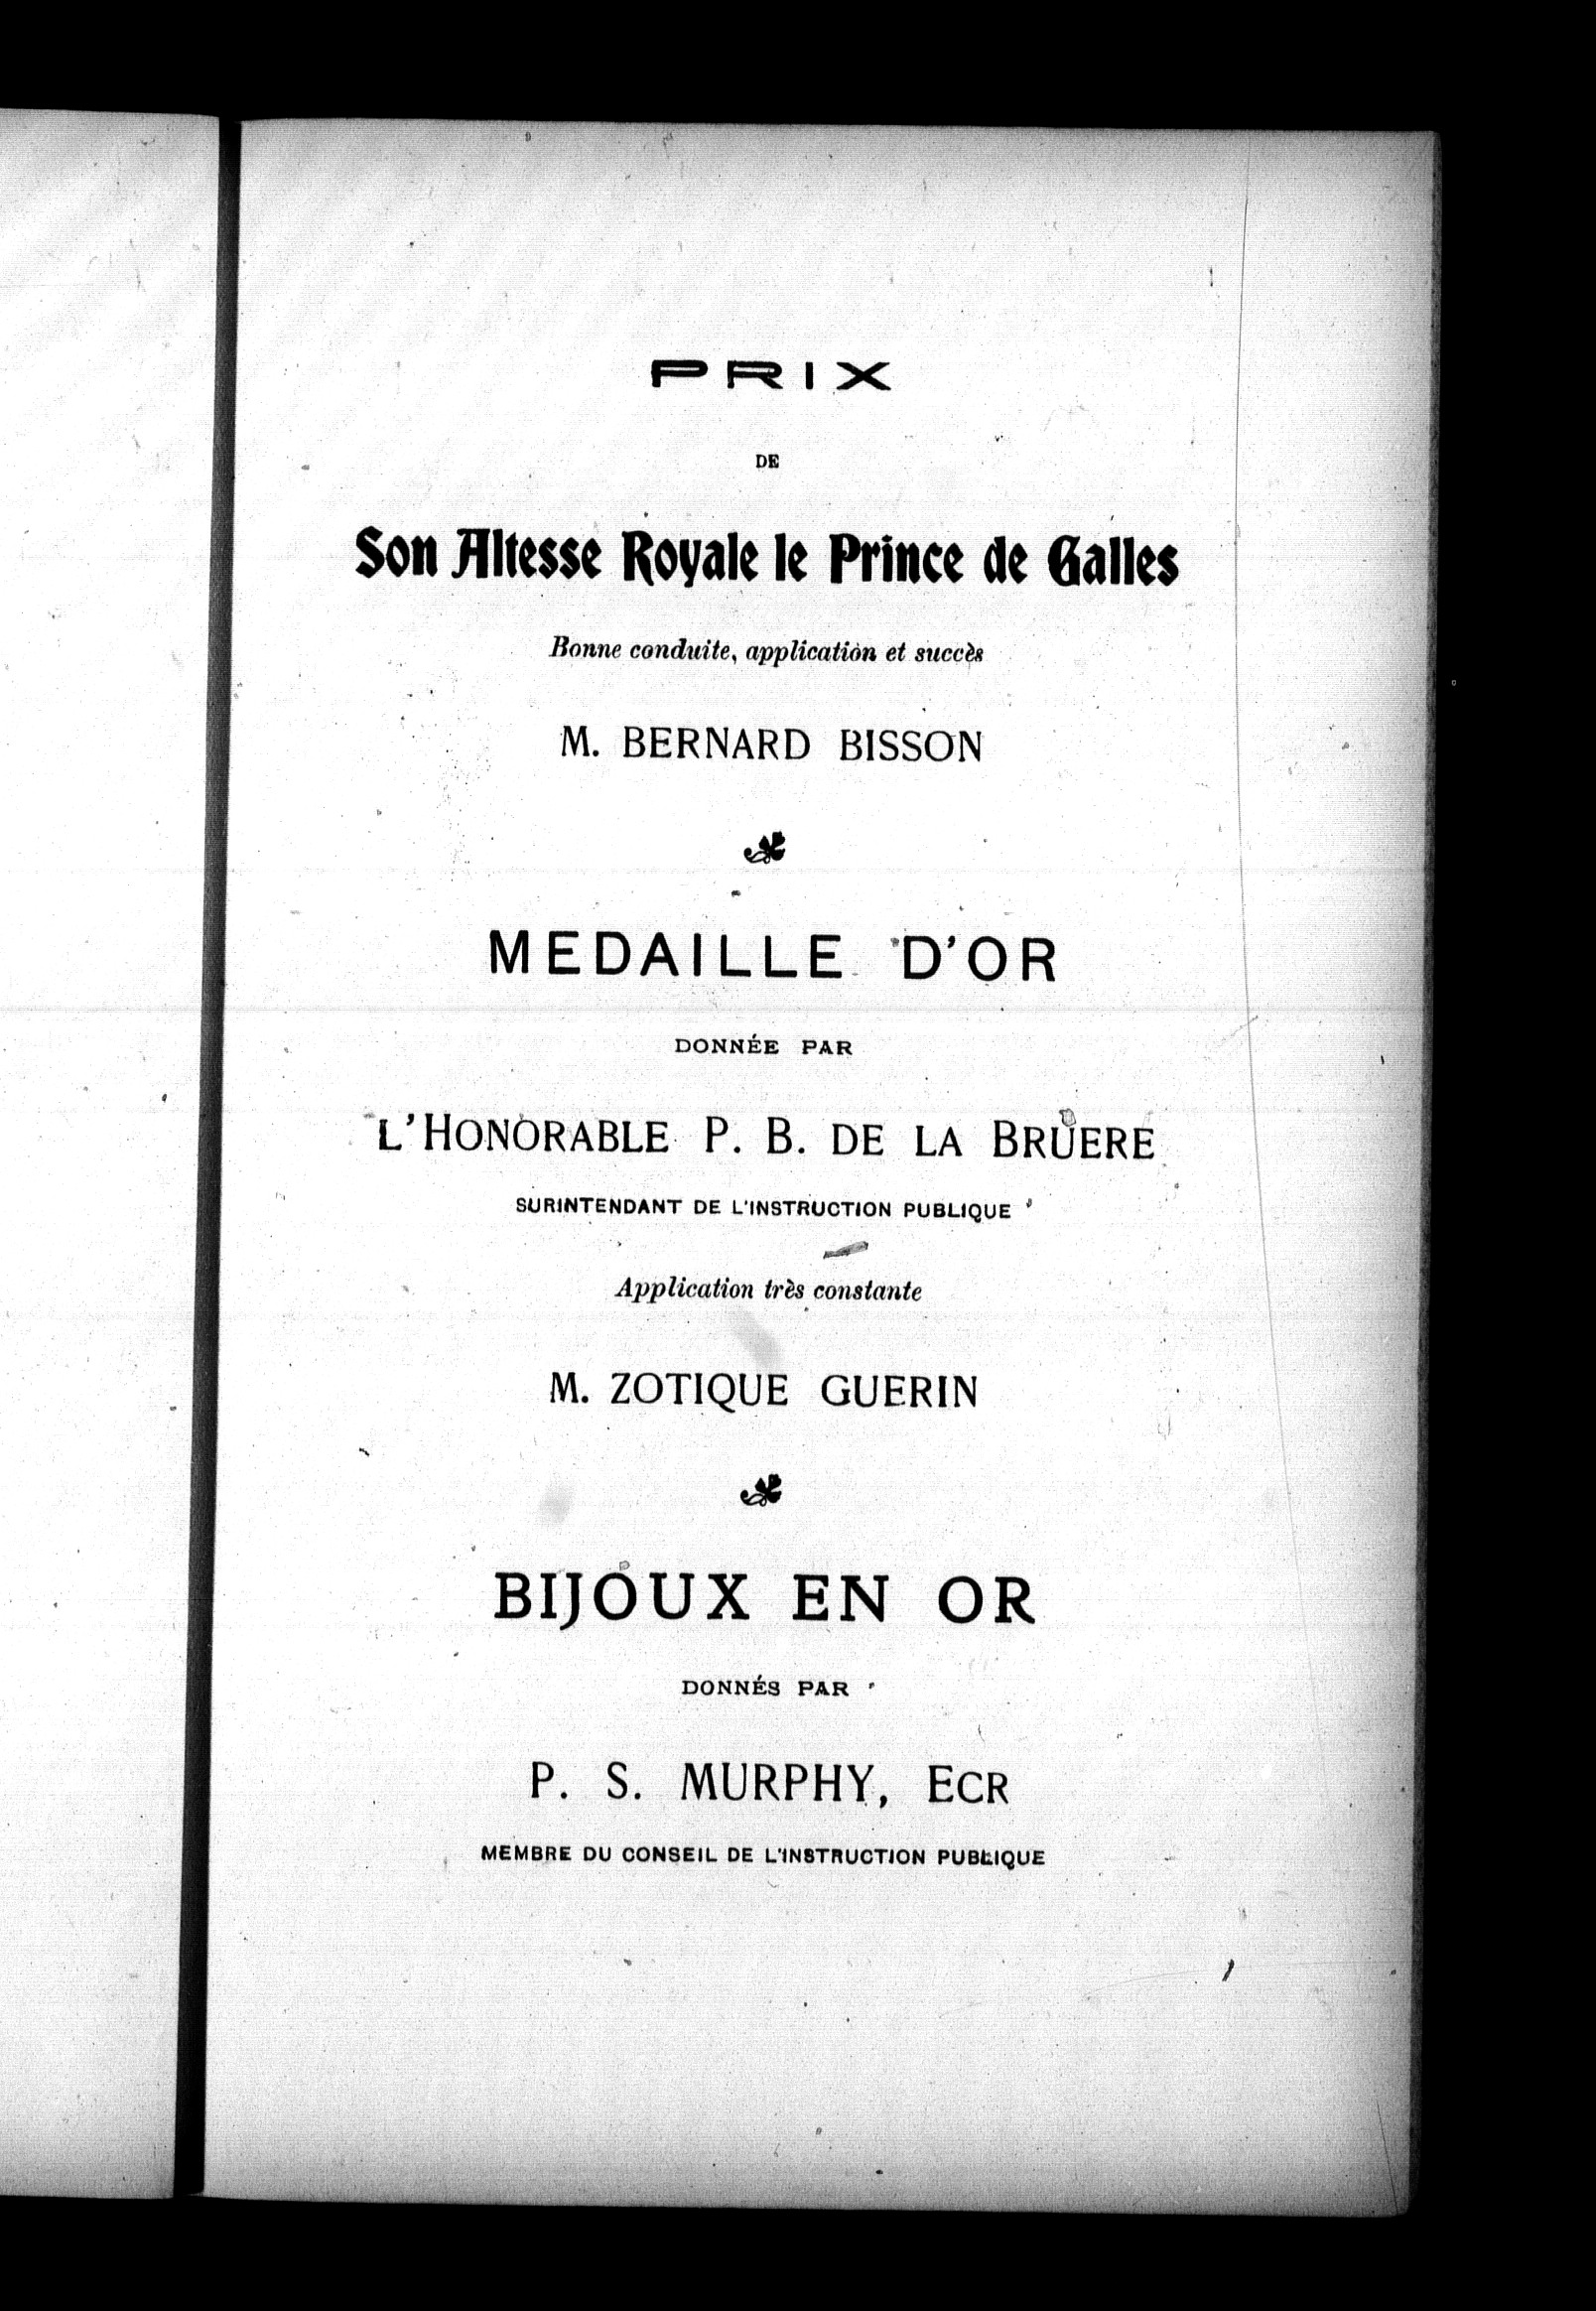 PRIX
DE
Son Altesse Royale le Prince de Galles
Bonne conduite, application et succès
M. BERNARD BISSON
MEDAILLE D'OR
DONNÉE PAR
L'HONORABLE P. B. DE LA BRUERE
SURINTENDANT DE L'INSTRUCTION PUBLIQUE
Application très constante
M. ZOTIQUE GUERIN
BIJOUX EN OR
DONNÉS PAR
P. S. MURPHY, ECR
MEMBRE DU CONSEIL DE L'INSTRUCTION PUBLIQUE